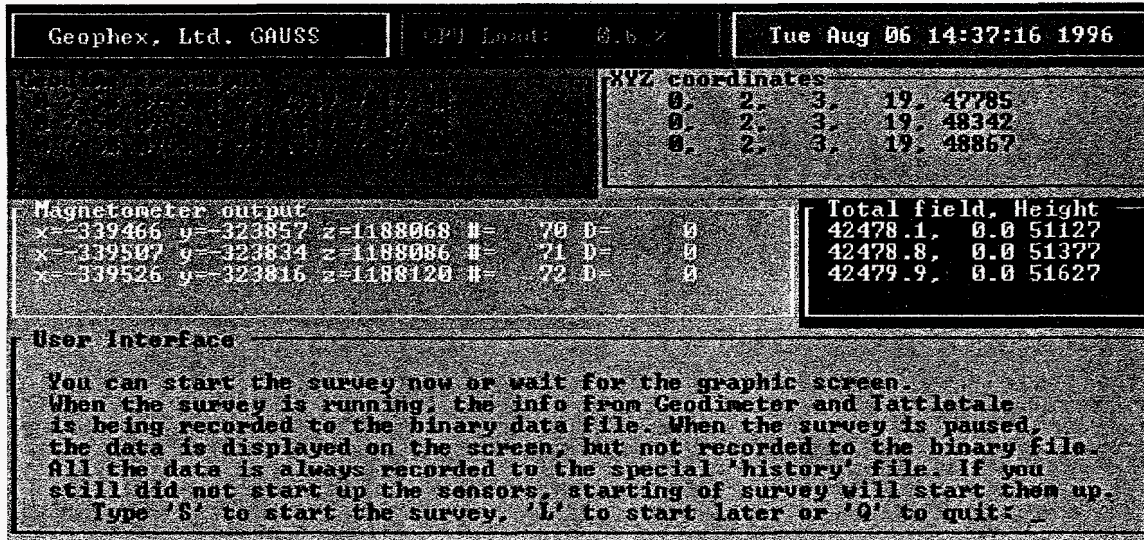 Geophex, Ltd. GAUSS
CPU Load: 0.6 %
Tue Aug 06 14:37:16 1996
XYZ coordinates
0, 2, 3, 19, 47785
0, 2, 3, 19, 48342
0, 2, 3, 19, 48867
Magnetometer output
x=-339466 y=-323857 z=1188068 #= 70 D= 0
x=-339507 y=-323834 z=1188086 #= 71 D= 0
x=-339526 y=-323816 z=1188120 #= 72 D= 0
Total field, Height
42478.1, 0.0 51127
42478.8, 0.0 51377
42479.9, 0.0 51627
User Interface
You can start the survey now or wait for the graphic screen.
When the survey is running, the info from Geodimeter and Tattletale
is being recorded to the binary data file. When the survey is paused,
the data is displayed on the screen, but not recorded to the binary file.
All the data is always recorded to the special 'history' file. If you
still did not start up the sensors, starting of survey will start them up.
Type 'S' to start the survey, 'L' to start later or 'Q' to quit: _